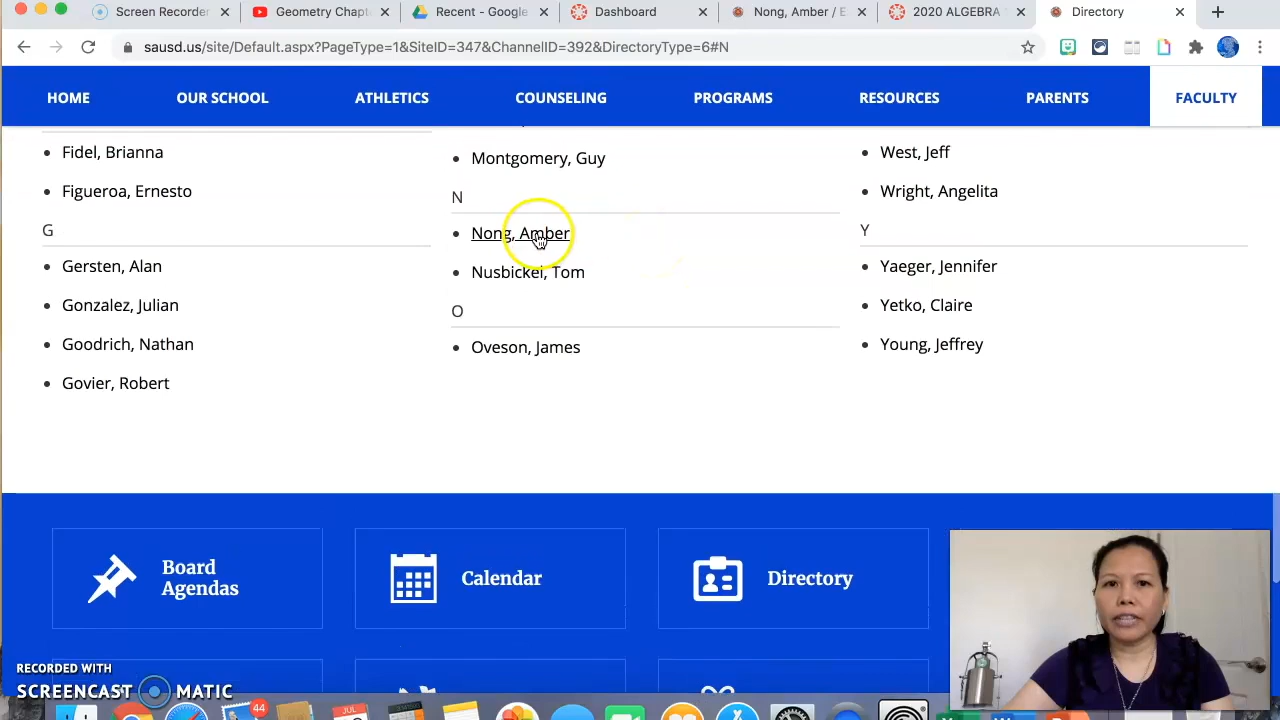 Screen Recorder
Geometry Chapt
Recent - Google
Dashboard
Nong, Amber / E
2020 ALGEBRA
Directory
sausd.us/site/Default.aspx?PageType=1&SiteID=347&ChannelID=392&DirectoryType=6#N
HOME
OUR SCHOOL
ATHLETICS
COUNSELING
PROGRAMS
RESOURCES
PARENTS
FACULTY
Fidel, Brianna
Figueroa, Ernesto
G
Gersten, Alan
Gonzalez, Julian
Goodrich, Nathan
Govier, Robert
Montgomery, Guy
N
Nong, Amber
Nusbickel, Tom
O
Oveson, James
West, Jeff
Wright, Angelita
Y
Yaeger, Jennifer
Yetko, Claire
Young, Jeffrey
Board
Agendas
Calendar
Directory
RECORDED WITH
SCREENCAST MATIC
44
JUL